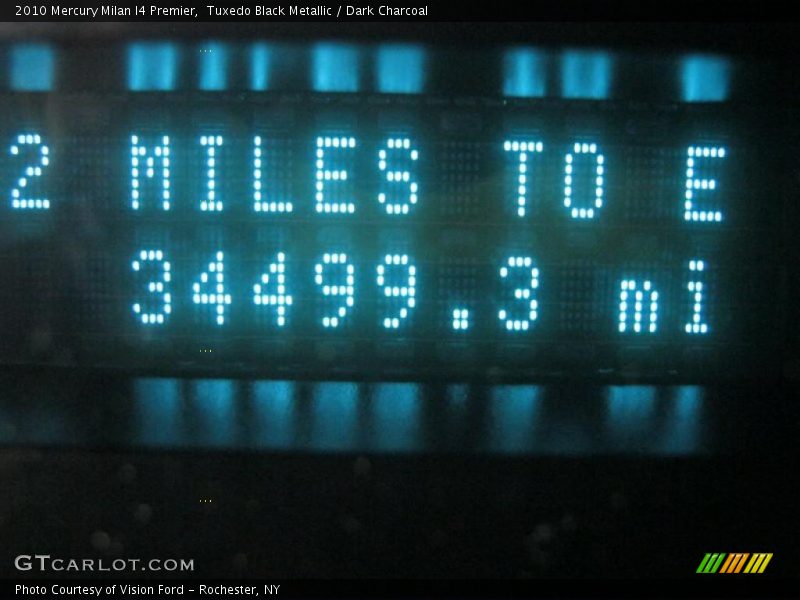 2010 Mercury Milan I4 Premier,  Tuxedo Black Metallic / Dark Charcoal
2 MILES TO E
34499.3 mi
GTCARLOT.COM
Photo Courtesy of Vision Ford - Rochester, NY